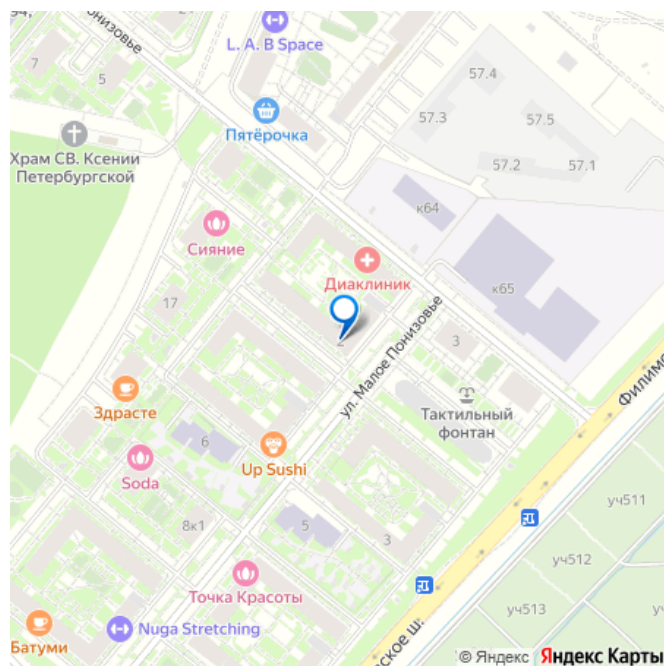 Понизовье
L. A. B Space
7
5
57.4
57.3
57.5
Пятёрочка
57.2
57.1
Храм СВ. Ксении
Петербургской
к64
Сияние
Диаклиник
к65
17
2
3
ул. Малое Понизовье
Здрасте
Тактильный
фонтан
6
Up Sushi
Soda
уч511
8к1
5
3
уч512
Точка Красоты
уч513
Nuga Stretching
Батуми
ш.
© Яндекс Яндекс Карты